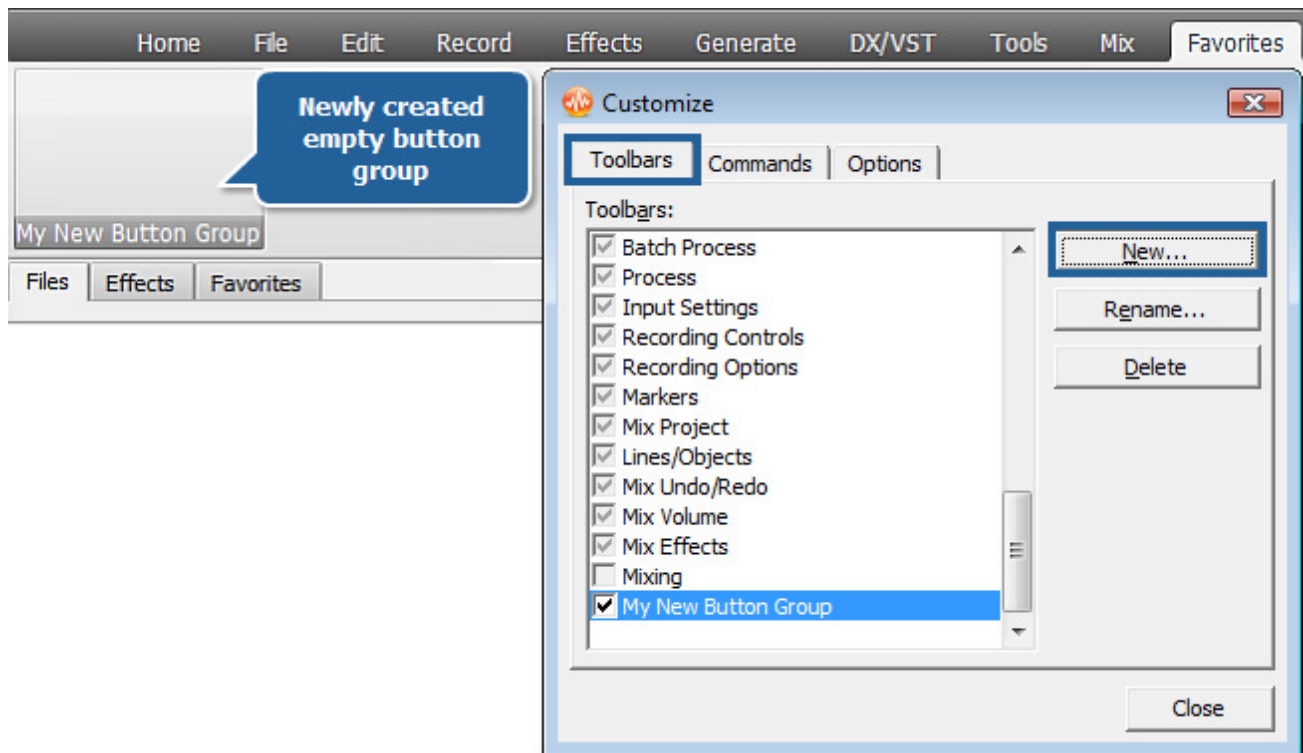 Home File Edit Record Effects Generate DX/VST Tools Mix Favorites
Newly created
empty button
group
My New Button Group
Files Effects Favorites
Customize
Toolbars Commands Options
Toolbars:
Batch Process
Process
Input Settings
Recording Controls
Recording Options
Markers
Mix Project
Lines/Objects
Mix Undo/Redo
Mix Volume
Mix Effects
Mixing
My New Button Group
New...
Rename...
Delete
Close